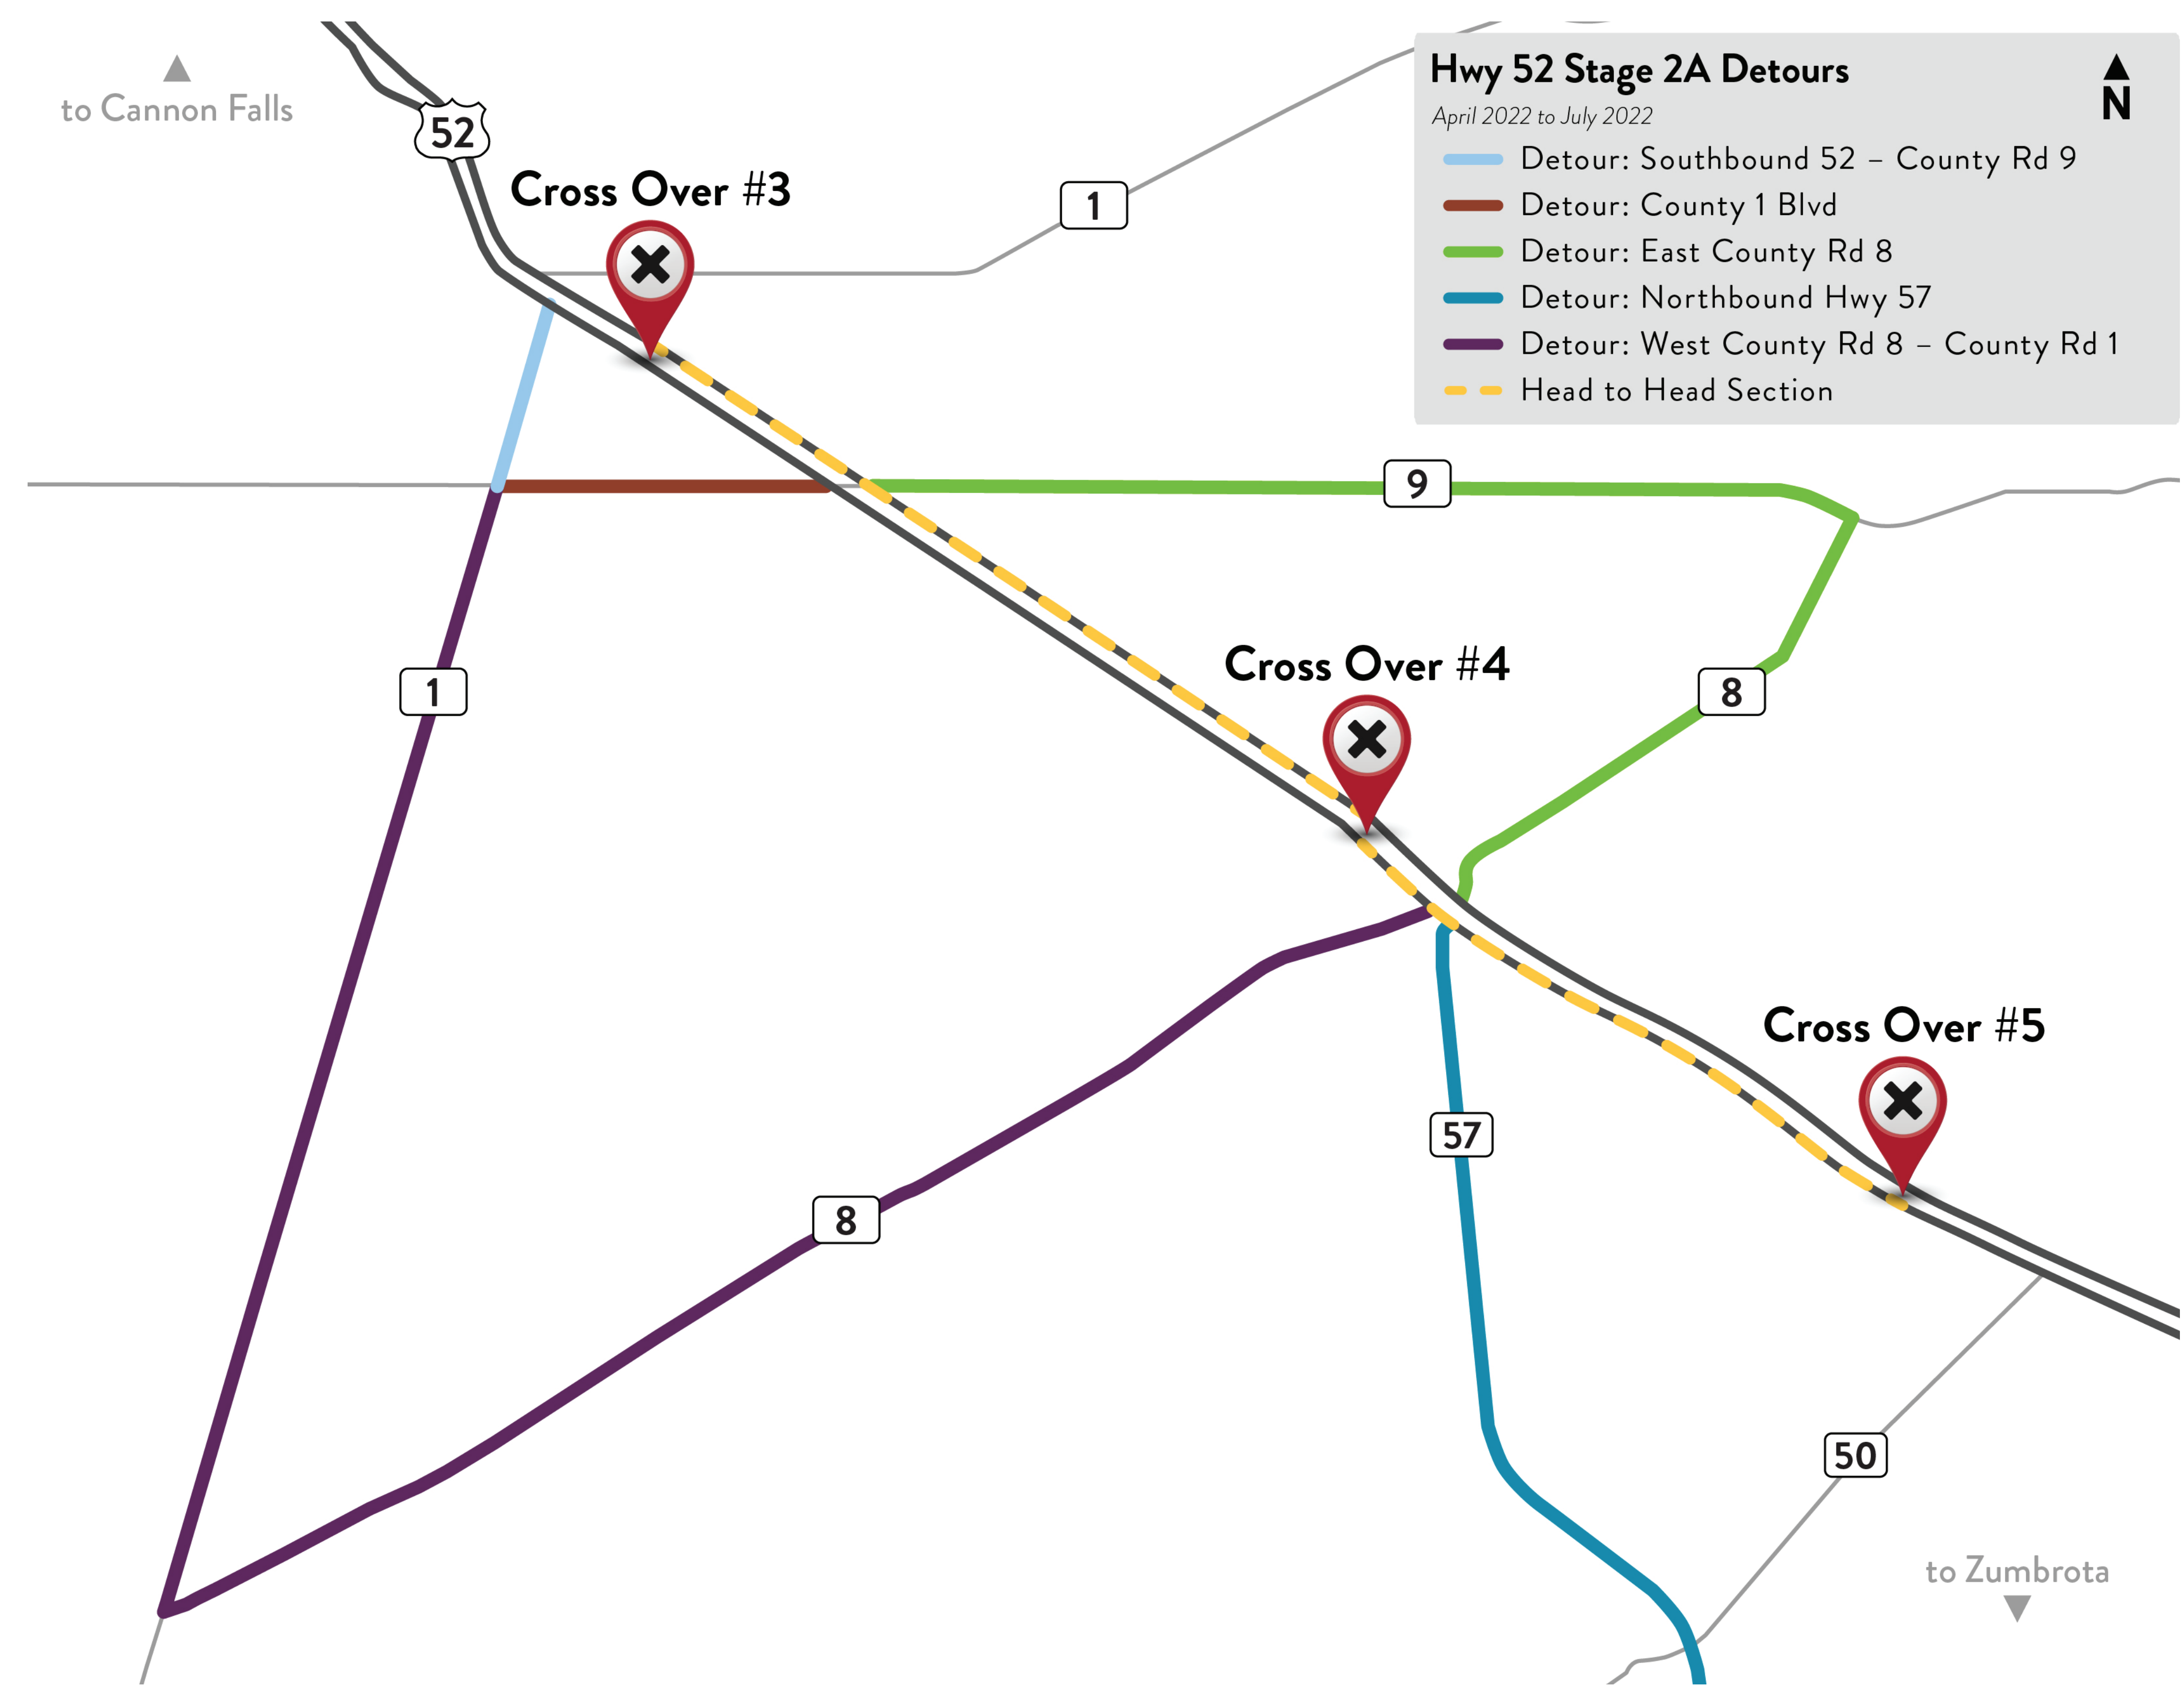 to Cannon Falls
52
Cross Over #3
1
Hwy 52 Stage 2A Detours
N
April 2022 to July 2022
Detour: Southbound 52 – County Rd 9
Detour: County 1 Blvd
Detour: East County Rd 8
Detour: Northbound Hwy 57
Detour: West County Rd 8 – County Rd 1
Head to Head Section
9
Cross Over #4
1
8
Cross Over #5
57
8
50
to Zumbrota